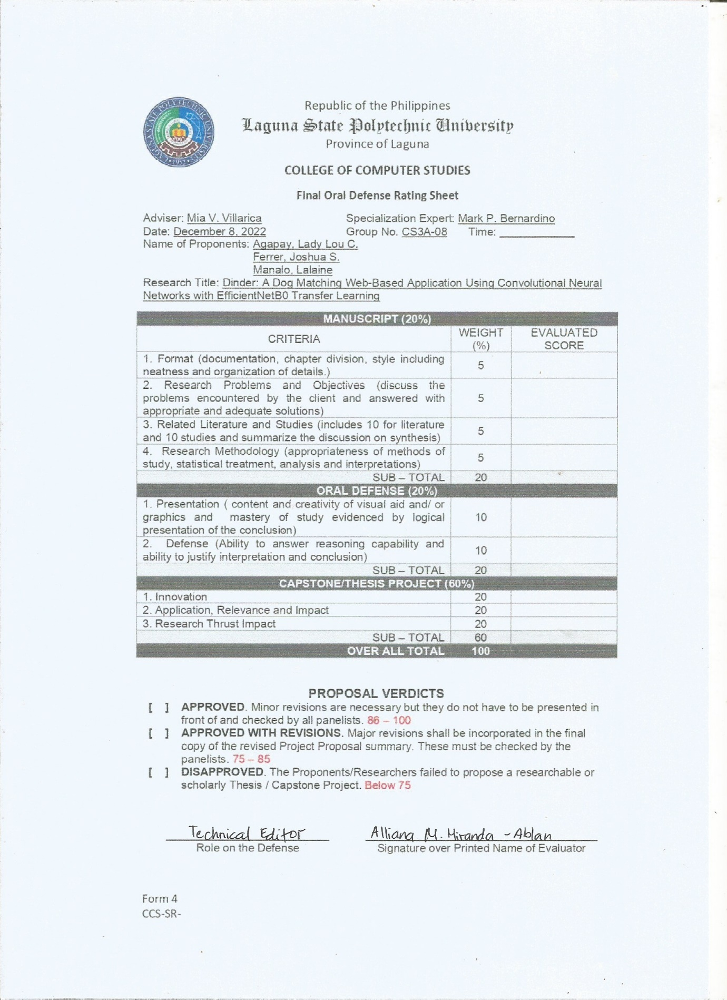 LAGUNA STATE POLYTECHNIC UNIVERSITY
• 1952 •
Republic of the Philippines
Laguna State Polytechnic University
Province of Laguna
COLLEGE OF COMPUTER STUDIES
Final Oral Defense Rating Sheet
Adviser: Mia V. Villarica Specialization Expert: Mark P. Bernardino
Date: December 8, 2022 Group No. CS3A-08 Time: ____________
Name of Proponents: Agapay, Lady Lou C.
Ferrer, Joshua S.
Manalo, Lalaine
Research Title: Dinder: A Dog Matching Web-Based Application Using Convolutional Neural
Networks with EfficientNetB0 Transfer Learning
MANUSCRIPT (20%)
CRITERIA WEIGHT (%) EVALUATED SCORE
1. Format (documentation, chapter division, style including
neatness and organization of details.) 5
2. Research Problems and Objectives (discuss the
problems encountered by the client and answered with 5
appropriate and adequate solutions)
3. Related Literature and Studies (includes 10 for literature
and 10 studies and summarize the discussion on synthesis) 5
4. Research Methodology (appropriateness of methods of
study, statistical treatment, analysis and interpretations) 5
SUB – TOTAL 20
ORAL DEFENSE (20%)
1. Presentation ( content and creativity of visual aid and/ or
graphics and mastery of study evidenced by logical 10
presentation of the conclusion)
2. Defense (Ability to answer reasoning capability and
ability to justify interpretation and conclusion) 10
SUB – TOTAL 20
CAPSTONE/THESIS PROJECT (60%)
1. Innovation 20
2. Application, Relevance and Impact 20
3. Research Thrust Impact 20
SUB – TOTAL 60
OVER ALL TOTAL 100
PROPOSAL VERDICTS
[ ] APPROVED. Minor revisions are necessary but they do not have to be presented in
front of and checked by all panelists. 86 – 100
[ ] APPROVED WITH REVISIONS. Major revisions shall be incorporated in the final
copy of the revised Project Proposal summary. These must be checked by the
panelists. 75 – 85
[ ] DISAPPROVED. The Proponents/Researchers failed to propose a researchable or
scholarly Thesis / Capstone Project. Below 75
Technical Editor Alliana M. Miranda - Ablan
Role on the Defense Signature over Printed Name of Evaluator
Form 4
CCS-SR-